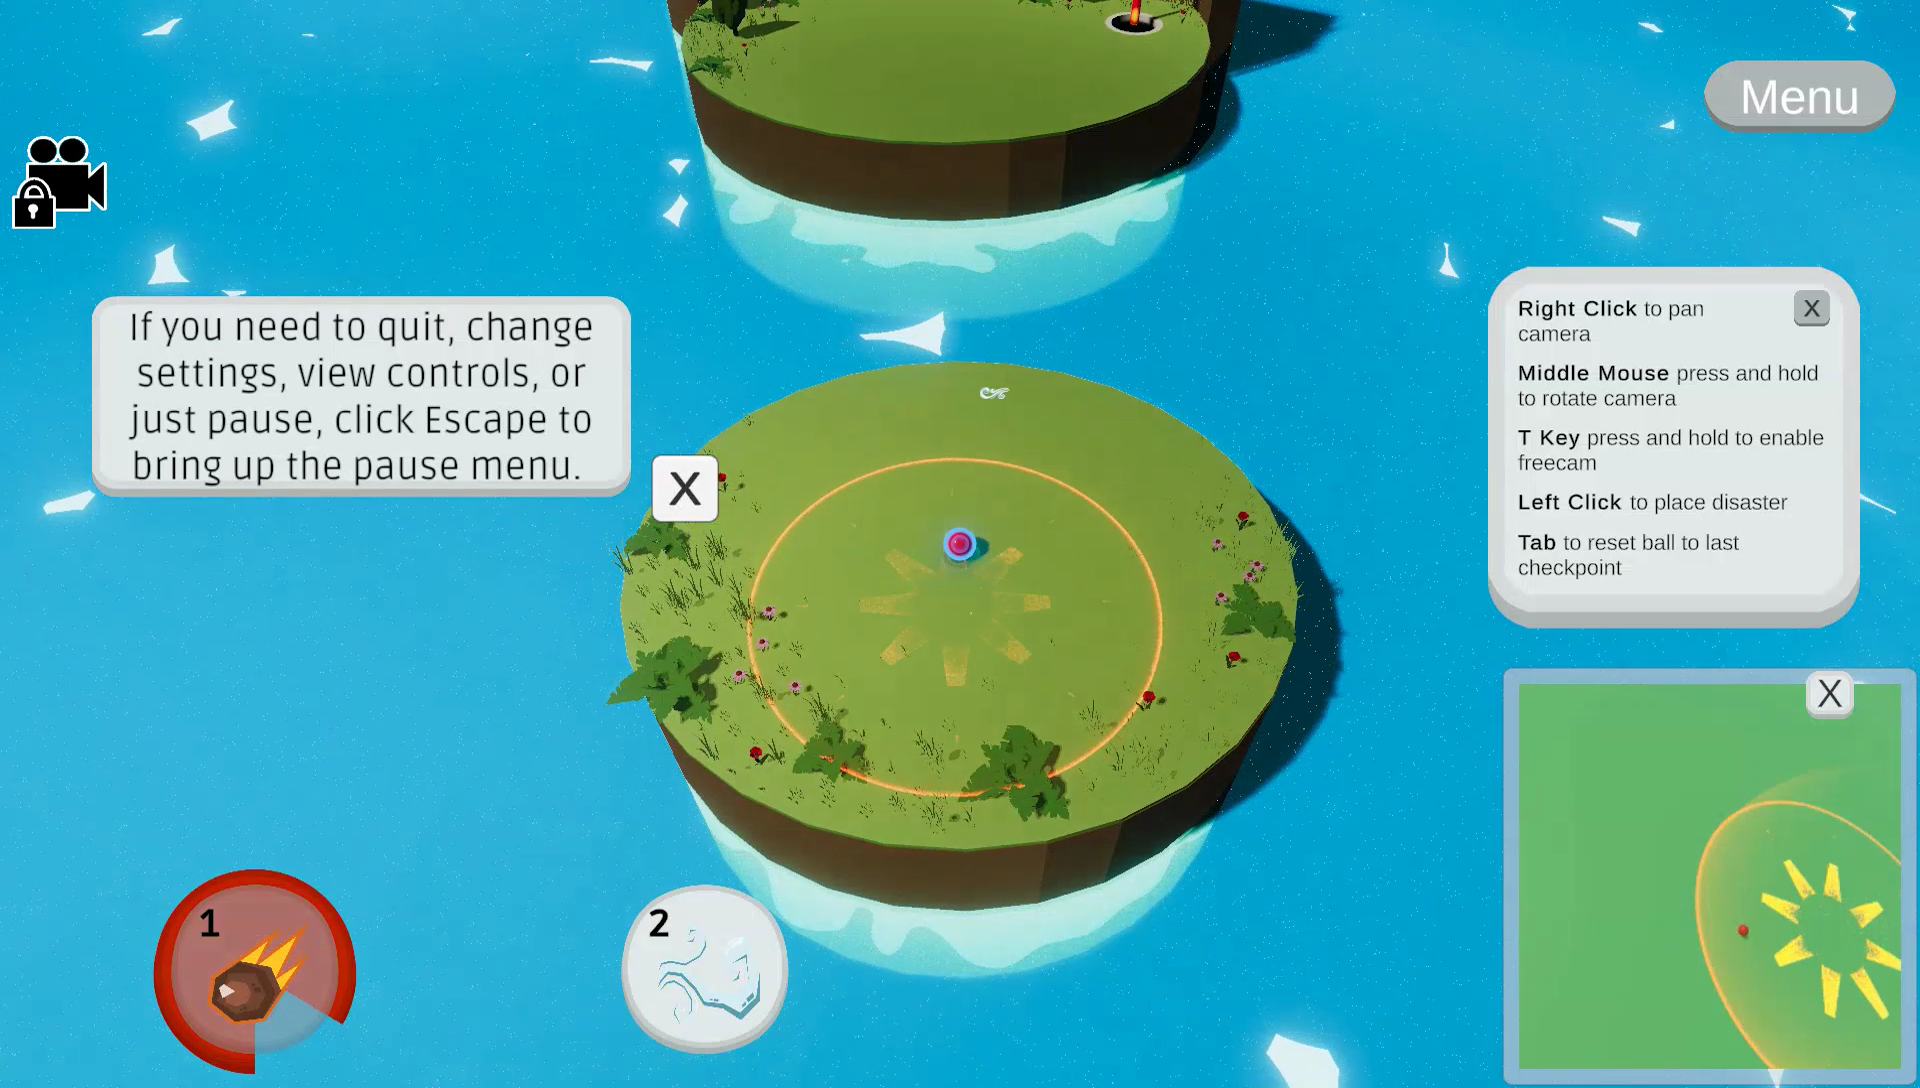 Menu
If you need to quit, change
settings, view controls, or
just pause, click Escape to
bring up the pause menu.
X
Right Click to pan
camera
X
Middle Mouse press and hold
to rotate camera
T Key press and hold to enable
freecam
Left Click to place disaster
Tab to reset ball to last
checkpoint
X
1
2